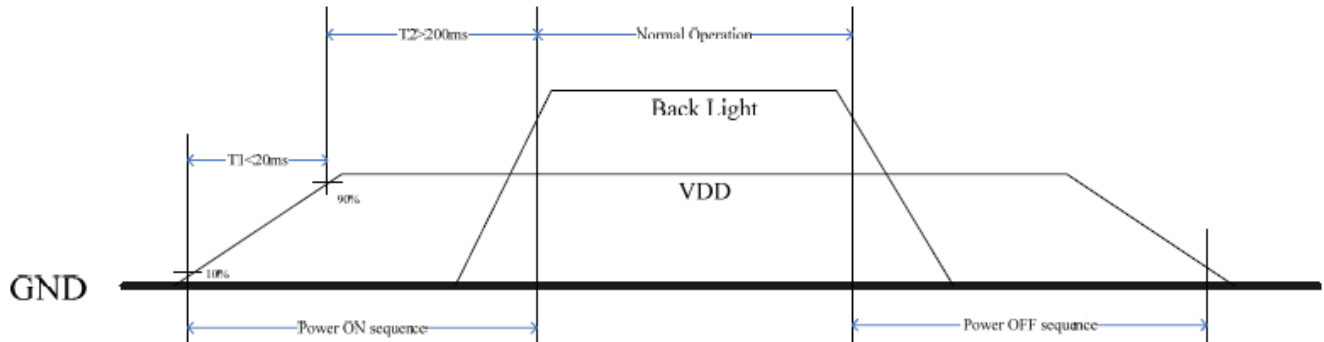 T2>200ms
Normal Operation
Back Light
T1<20ms
90%
VDD
10%
GND
Power ON sequence
Power OFF sequence